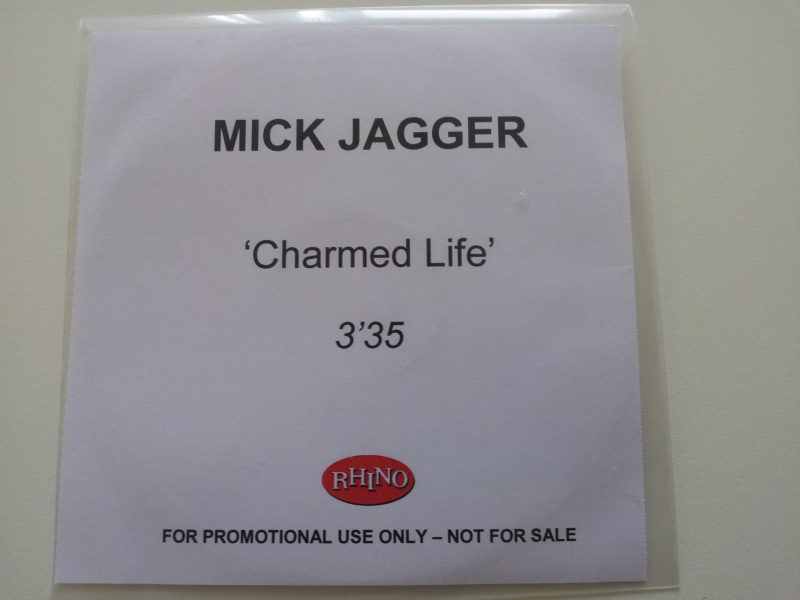 MICK JAGGER
‘Charmed Life’
3’35
RHINO
FOR PROMOTIONAL USE ONLY – NOT FOR SALE